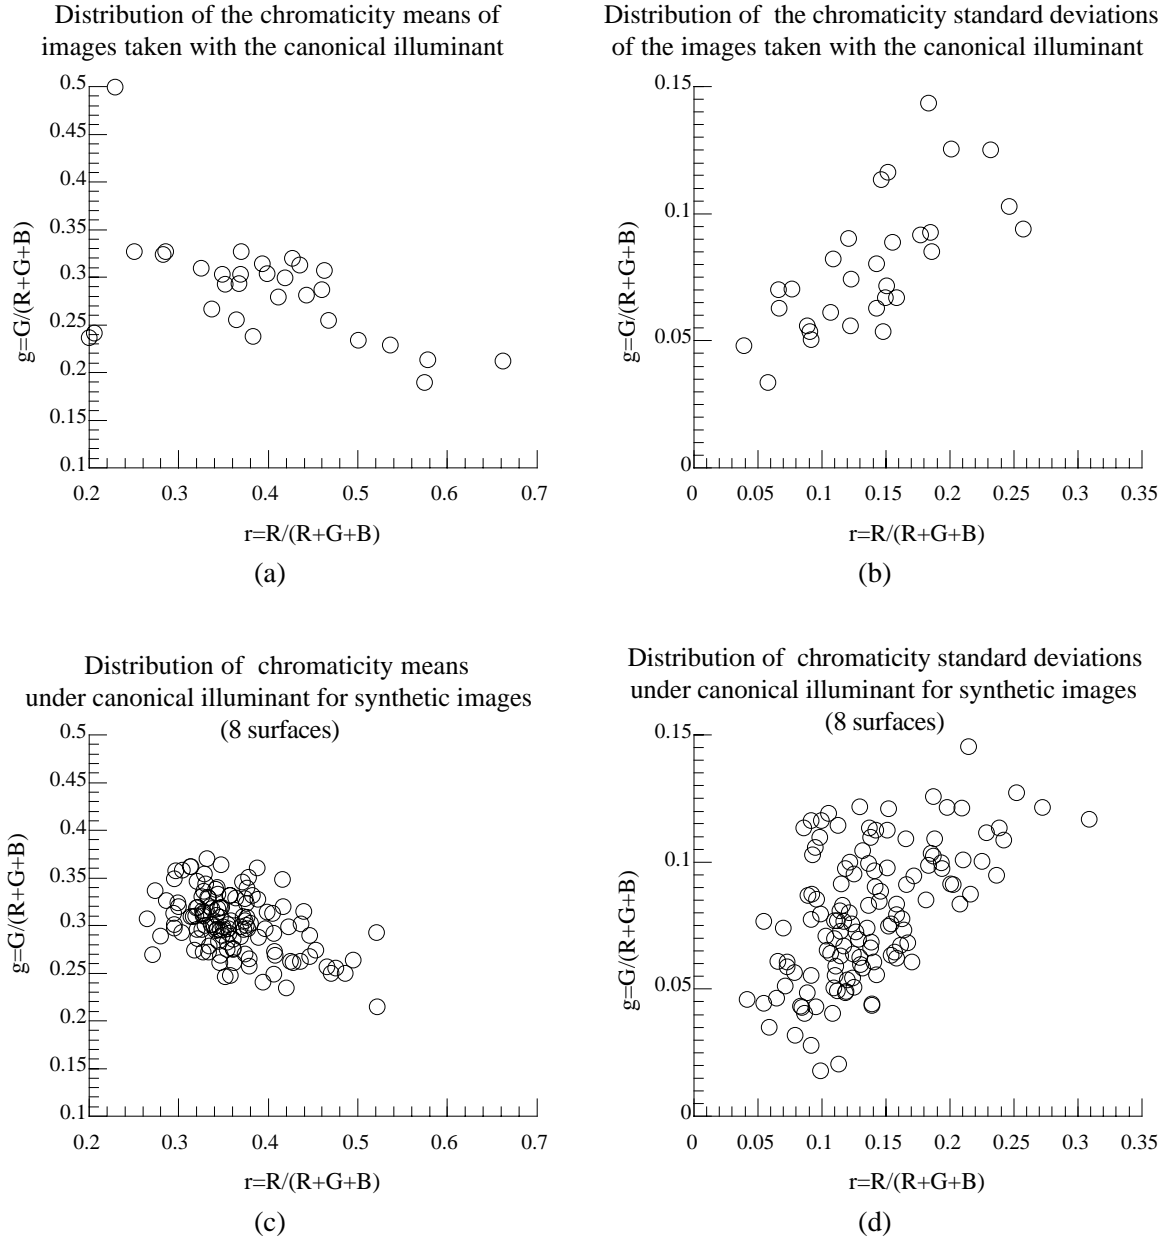 Distribution of the chromaticity means of
images taken with the canonical illuminant
0.5
0.45
0.4
0.35
0.3
0.25
0.2
0.15
0.1
g=G/(R+G+B)
0.2 0.3 0.4 0.5 0.6 0.7
r=R/(R+G+B)
(a)
Distribution of the chromaticity standard deviations
of the images taken with the canonical illuminant
0.15
0.1
0.05
0
g=G/(R+G+B)
0 0.05 0.1 0.15 0.2 0.25 0.3 0.35
r=R/(R+G+B)
(b)
Distribution of chromaticity means
under canonical illuminant for synthetic images
(8 surfaces)
0.5
0.45
0.4
0.35
0.3
0.25
0.2
0.15
0.1
g=G/(R+G+B)
0.2 0.3 0.4 0.5 0.6 0.7
r=R/(R+G+B)
(c)
Distribution of chromaticity standard deviations
under canonical illuminant for synthetic images
(8 surfaces)
0.15
0.1
0.05
0
g=G/(R+G+B)
0 0.05 0.1 0.15 0.2 0.25 0.3 0.35
r=R/(R+G+B)
(d)